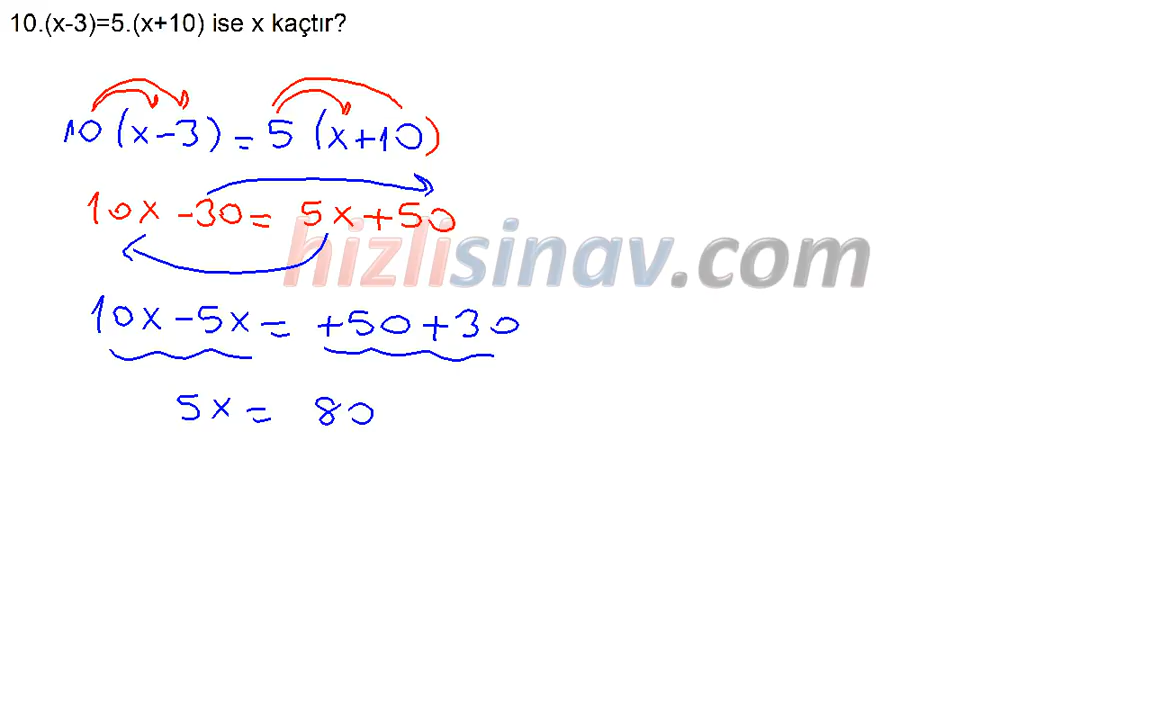 10.(x-3)=5.(x+10) ise x kaçtır?
10(x-3)=5(x+10)
10x-30=5x+50
hizlisinav.com
10x-5x=+50+30
5x=80